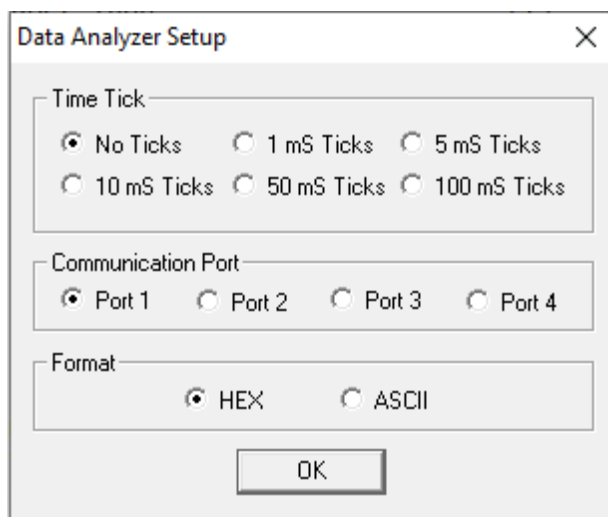 Data Analyzer Setup
Time Tick
No Ticks 1 mS Ticks 5 mS Ticks
10 mS Ticks 50 mS Ticks 100 mS Ticks
Communication Port
Port 1 Port 2 Port 3 Port 4
Format
HEX ASCII
OK